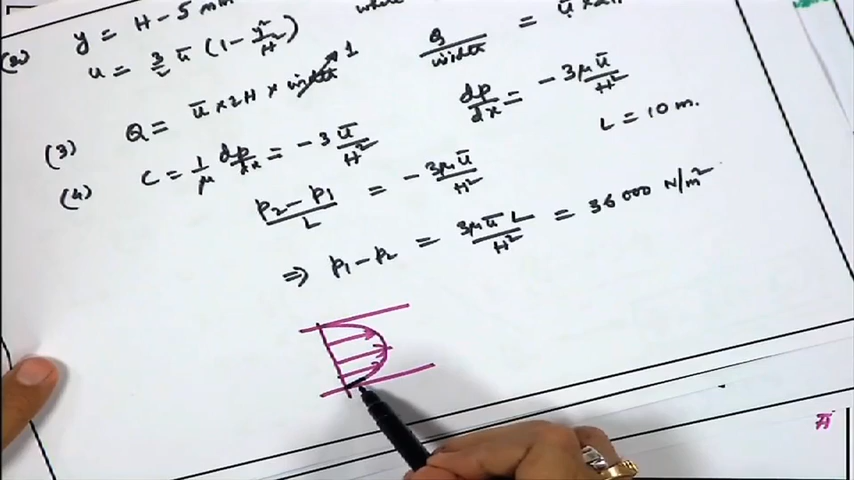 (2) y = H - 5 mm
u = 3/2 ū (1 - y²/H²)
(3) Q = ū × 2H × width 1 Q/width = ū × 2H
(4) C = 1/μ dp/dx = -3 ū/H² dp/dx = -3μū/H²
p₂ - p₁/L = -3μū/H² L = 10 m.
⇒ p₁ - p₂ = 3μūL/H² = 36000 N/m²